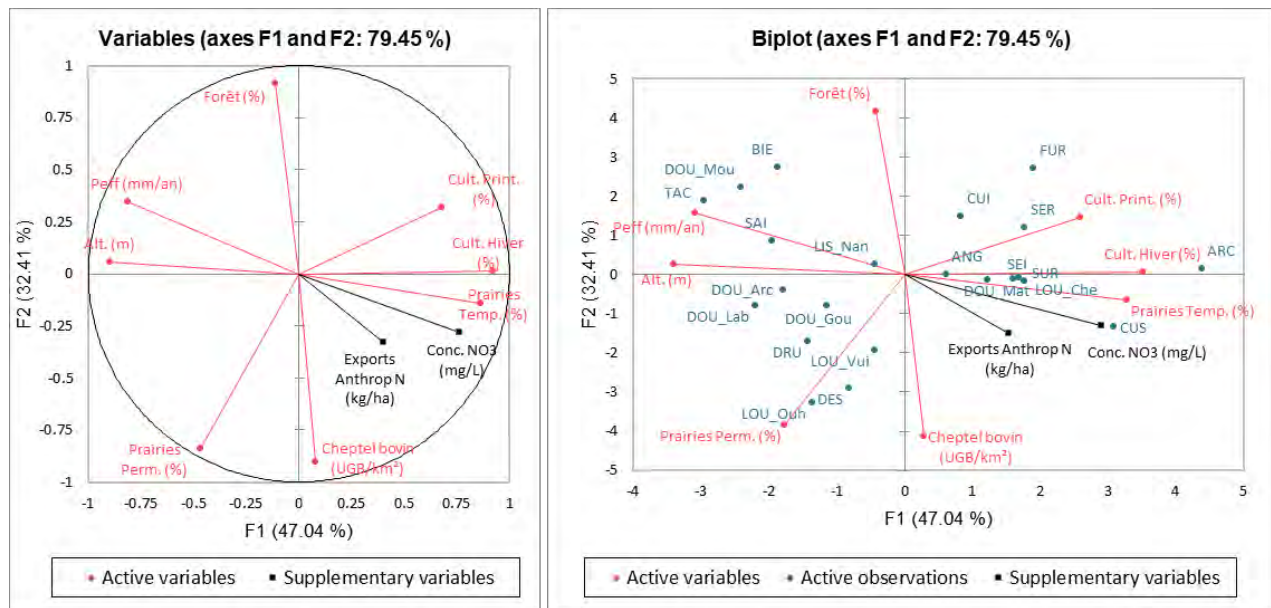 Variables (axes F1 and F2: 79.45 %)
1
0.75
0.5
0.25
0
-0.25
-0.5
-0.75
-1
-1
-0.75
-0.5
-0.25
0
0.25
0.5
0.75
1
F2 (32.41 %)
F1 (47.04 %)
Forêt (%)
Peff (mm/an)
Cult. Print.
(%)
Alt. (m)
Cult. Hiver
(%)
Prairies
Temp. (%)
Exports
Anthrop N
(kg/ha)
Conc. NO3
(mg/L)
Prairies
Perm. (%)
Cheptel bovin
(UGB/km²)
Active variables
Supplementary variables
Biplot (axes F1 and F2: 79.45 %)
5
4
3
2
1
0
-1
-2
-3
-4
-5
-4
-3
-2
-1
0
1
2
3
4
5
F2 (32.41 %)
F1 (47.04 %)
Forêt (%)
BIE
FUR
DOU_Mou
TAC
CUI
Cult. Print. (%)
SER
Peff (mm/an)
SAI
LIS_Nan
ANG
SEI
Cult. Hiver (%)
ARC
Alt. (m)
SUR
DOU_Arc
DOU_Mat
LOU_Che
DOU_Lab
DOU_Gou
Prairies Temp. (%)
CUS
DRU
LOU_Vui
Exports Anthrop N
(kg/ha)
Conc. NO3 (mg/L)
DES
LOU_Ouh
Prairies Perm. (%)
Cheptel bovin
(UGB/km²)
Active variables
Active observations
Supplementary variables